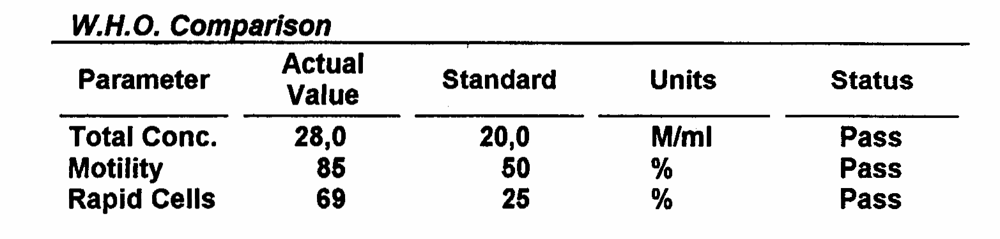 W.H.O. Comparison
Parameter Actual Value Standard Units Status
Total Conc. 28,0 20,0 M/ml Pass
Motility 85 50 % Pass
Rapid Cells 69 25 % Pass